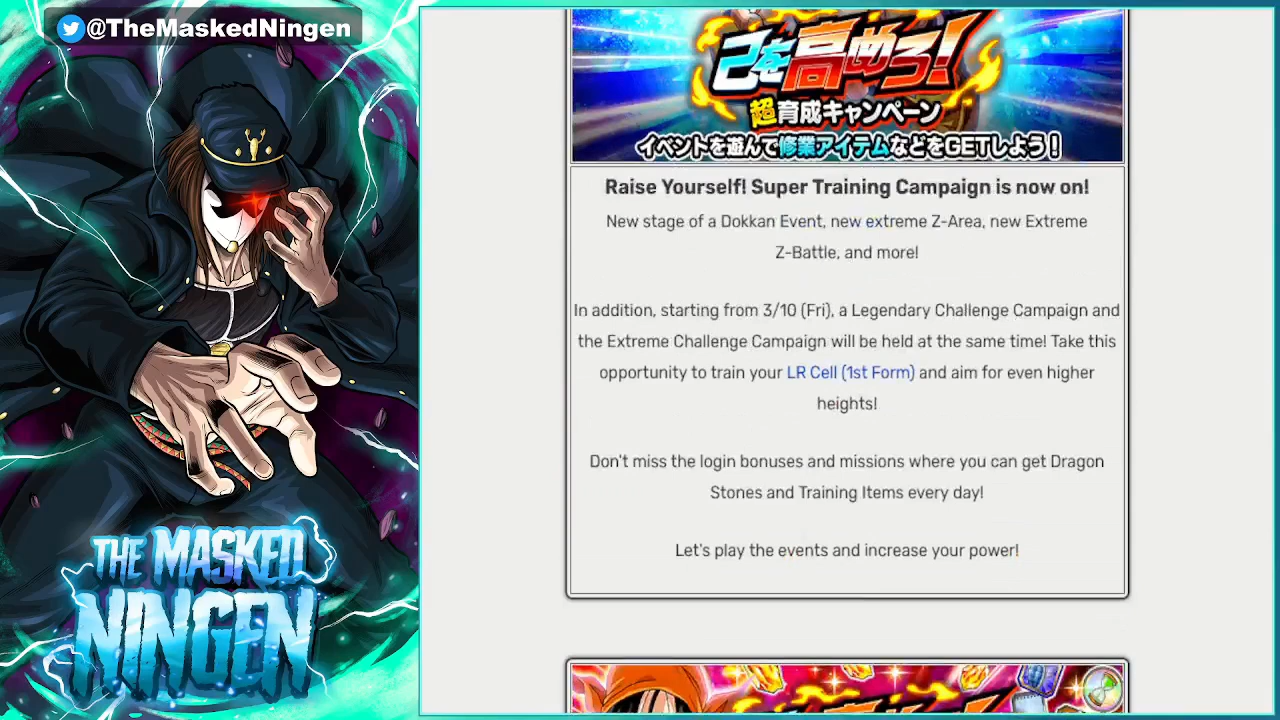 @TheMaskedNingen
己を高めろ!
超育成キャンペーン
イベントを遊んで修業アイテムなどをGETしよう!
Raise Yourself! Super Training Campaign is now on!
New stage of a Dokkan Event, new extreme Z-Area, new Extreme
Z-Battle, and more!
In addition, starting from 3/10 (Fri), a Legendary Challenge Campaign and
the Extreme Challenge Campaign will be held at the same time! Take this
opportunity to train your LR Cell (1st Form) and aim for even higher
heights!
Don't miss the login bonuses and missions where you can get Dragon
Stones and Training Items every day!
Let's play the events and increase your power!
THE MASKED
NINGEN